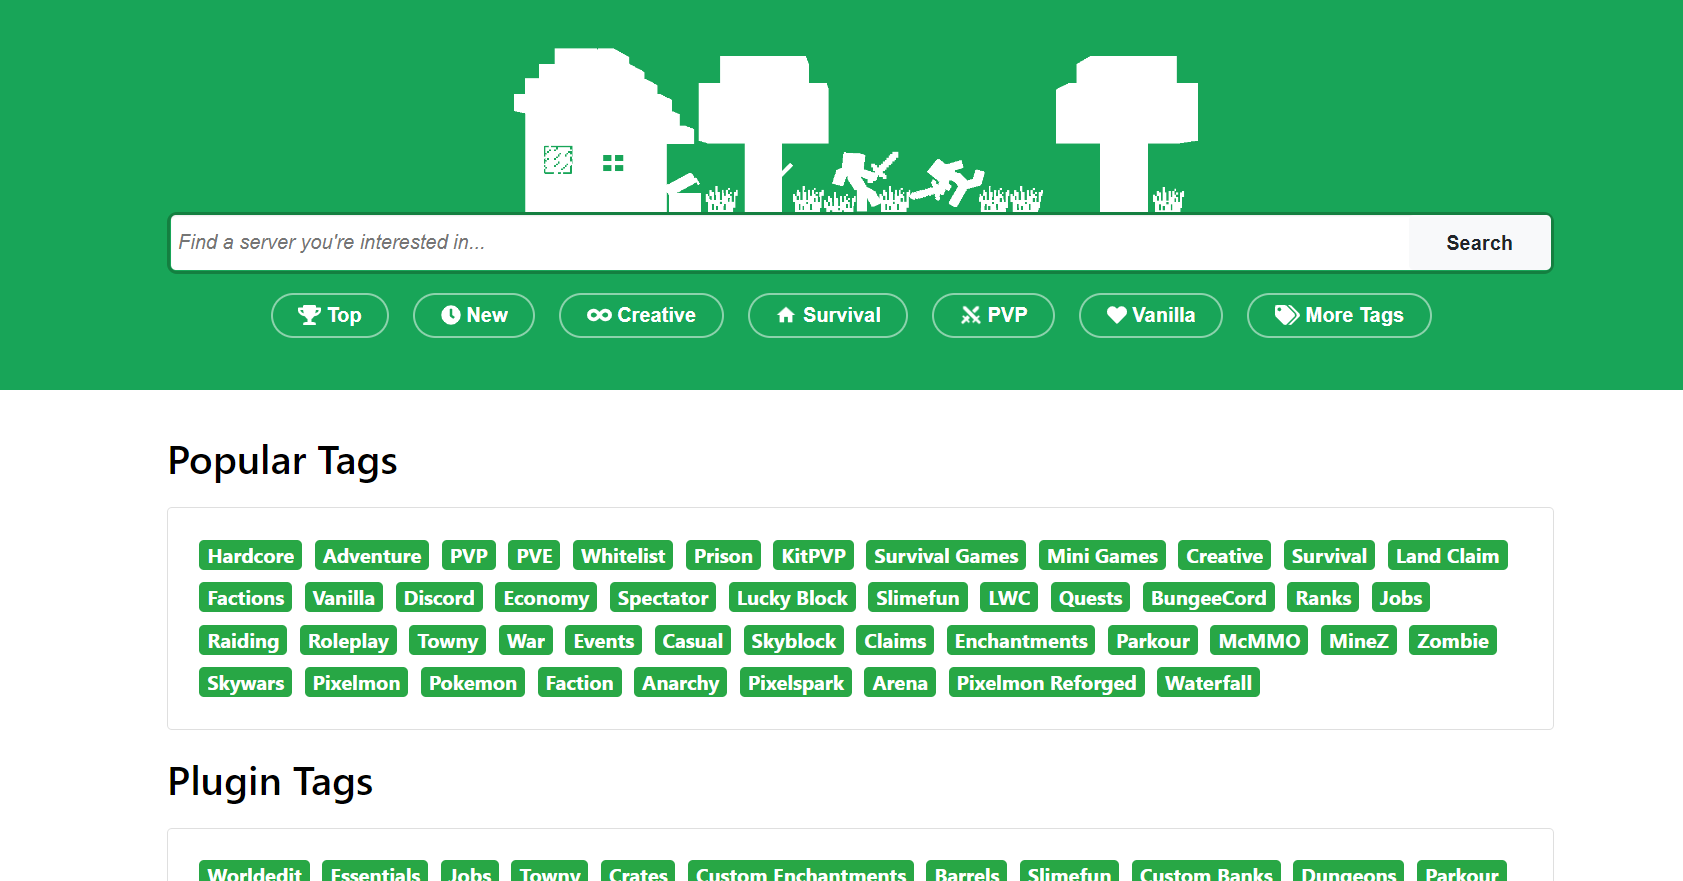 Find a server you're interested in...
Search
Top New Creative Survival PVP Vanilla More Tags
Popular Tags
Hardcore Adventure PVP PVE Whitelist Prison KitPVP Survival Games Mini Games Creative Survival Land Claim
Factions Vanilla Discord Economy Spectator Lucky Block Slimefun LWC Quests BungeeCord Ranks Jobs
Raiding Roleplay Towny War Events Casual Skyblock Claims Enchantments Parkour McMMO MineZ Zombie
Skywars Pixelmon Pokemon Faction Anarchy Pixelspark Arena Pixelmon Reforged Waterfall
Plugin Tags
Worldedit Essentials Jobs Towny Crates Custom Enchantments Barrels Slimefun Custom Banks Dungeons Parkour